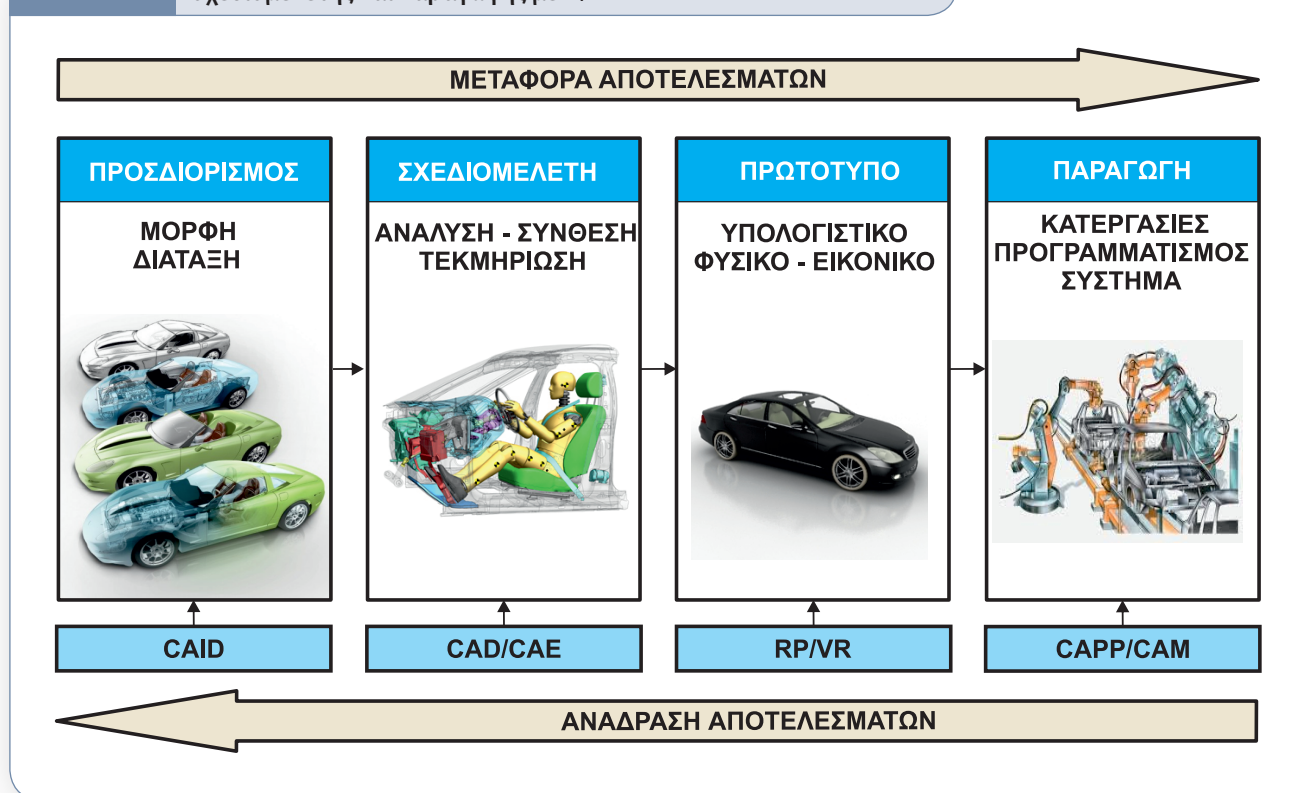 ΜΕΤΑΦΟΡΑ ΑΠΟΤΕΛΕΣΜΑΤΩΝ
ΠΡΟΣΔΙΟΡΙΣΜΟΣ
ΜΟΡΦΗ
ΔΙΑΤΑΞΗ
ΣΧΕΔΙΟΜΕΛΕΤΗ
ΑΝΑΛΥΣΗ - ΣΥΝΘΕΣΗ
ΤΕΚΜΗΡΙΩΣΗ
ΠΡΩΤΟΤΥΠΟ
ΥΠΟΛΟΓΙΣΤΙΚΟ
ΦΥΣΙΚΟ - ΕΙΚΟΝΙΚΟ
ΠΑΡΑΓΩΓΗ
ΚΑΤΕΡΓΑΣΙΕΣ
ΠΡΟΓΡΑΜΜΑΤΙΣΜΟΣ
ΣΥΣΤΗΜΑ
CAID
CAD/CAE
RP/VR
CAPP/CAM
ΑΝΑΔΡΑΣΗ ΑΠΟΤΕΛΕΣΜΑΤΩΝ